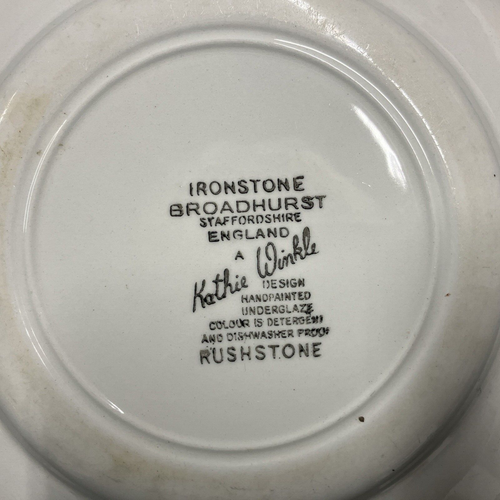 IRONSTONE
BROADHURST
STAFFORDSHIRE
ENGLAND
A
Kathie Winkle
DESIGN
HANDPAINTED
UNDERGLAZE
COLOUR IS DETERGENT
AND DISHWASHER PROOF
RUSHSTONE